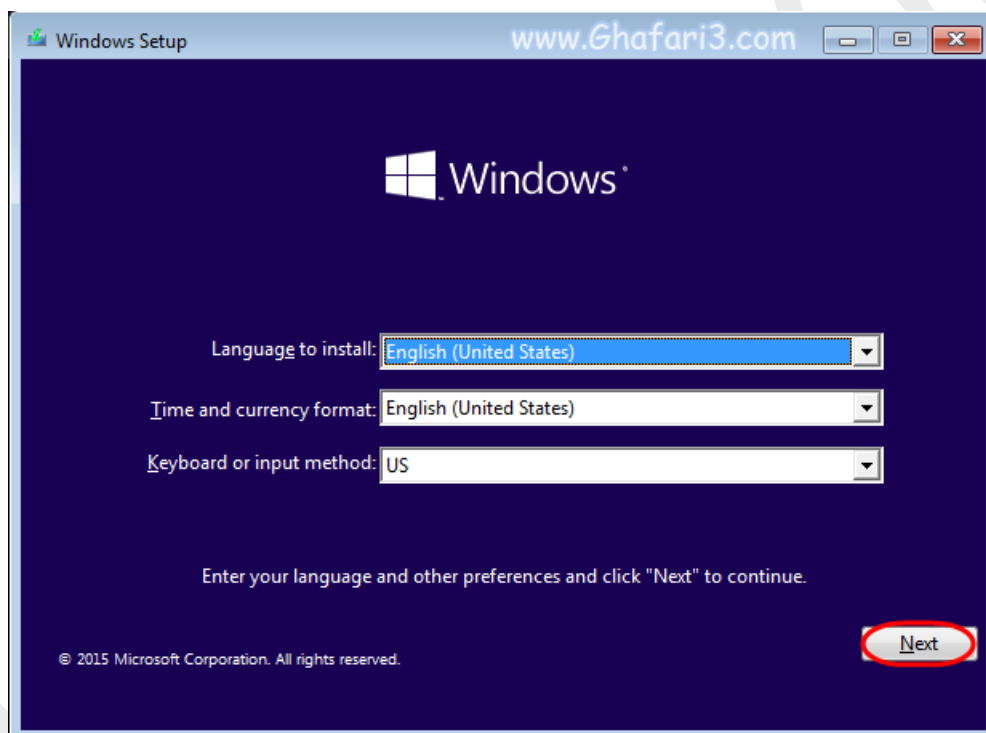 Windows Setup www.Ghafari3.com
Windows
Language to install: English (United States)
Time and currency format: English (United States)
Keyboard or input method: US
Enter your language and other preferences and click "Next" to continue.
Next
© 2015 Microsoft Corporation. All rights reserved.